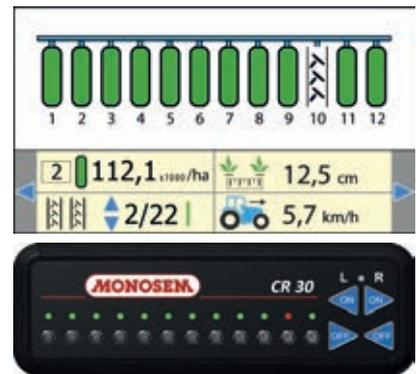 1 2 3 4 5 6 7 8 9 10 11 12
2 112,1 x1000/ha 12,5 cm
2/22 5,7 km/h
MONOSEM CR 30 L R
ON ON
OFF OFF